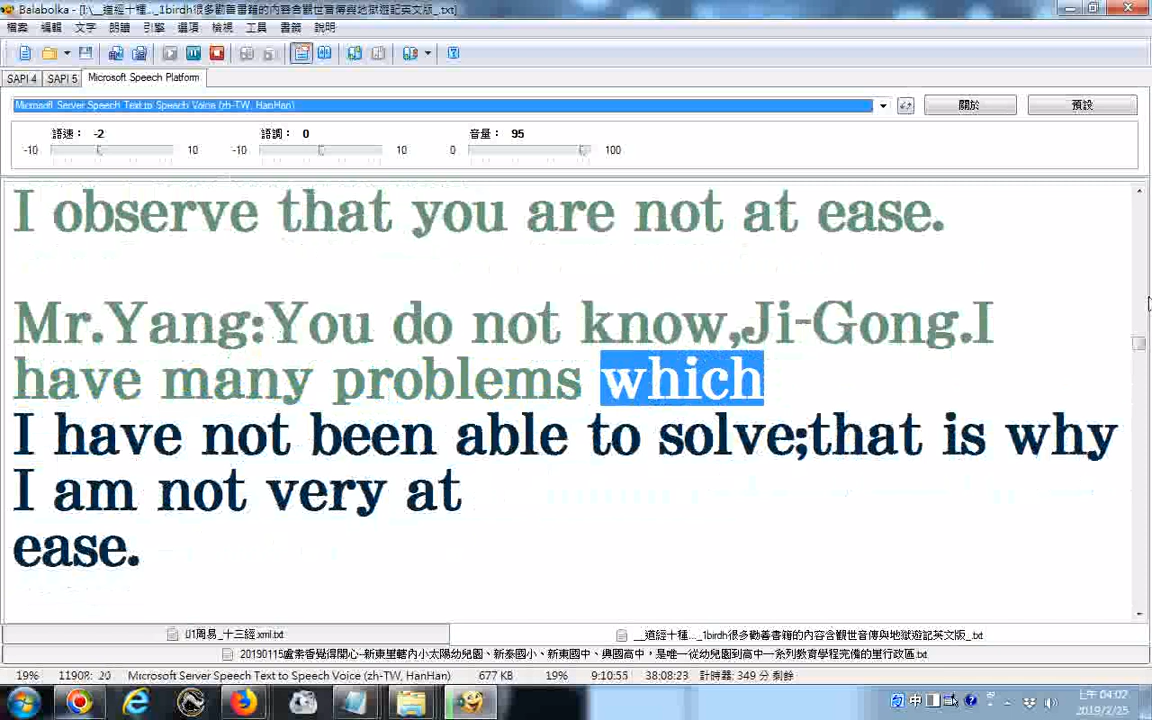 Balabolka - [I:\__道經十種..._1birdh很多勸善書籍的內容含觀世音傳與地獄遊記英文版_.txt]
檔案 編輯 文字 朗讀 引擎 選項 檢視 工具 書籤 說明
SAPI 4 SAPI 5 Microsoft Speech Platform
Microsoft Server Speech Text to Speech Voice (zh-TW, HanHan)
關於 預設
語速： -2 語調： 0 音量： 95
-10 10 -10 10 0 100
I observe that you are not at ease.
Mr.Yang:You do not know,Ji-Gong.I
have many problems which
I have not been able to solve;that is why
I am not very at
ease.
01周易_十三經.xml.txt __道經十種..._1birdh很多勸善書籍的內容含觀世音傳與地獄遊記英文版_.txt
20190115盧素香覺得開心-新東里轄內小太陽幼兒園、新泰國小、新東國中、興國高中，是唯一從幼兒園到高中一系列教育學程完備的里行政區.txt
19% 11908: 20 Microsoft Server Speech Text to Speech Voice (zh-TW, HanHan) 677 KB 19% 9:10:55 38:08:23 計時器: 349 分 剩餘
中 上午 04:02
2019/2/25